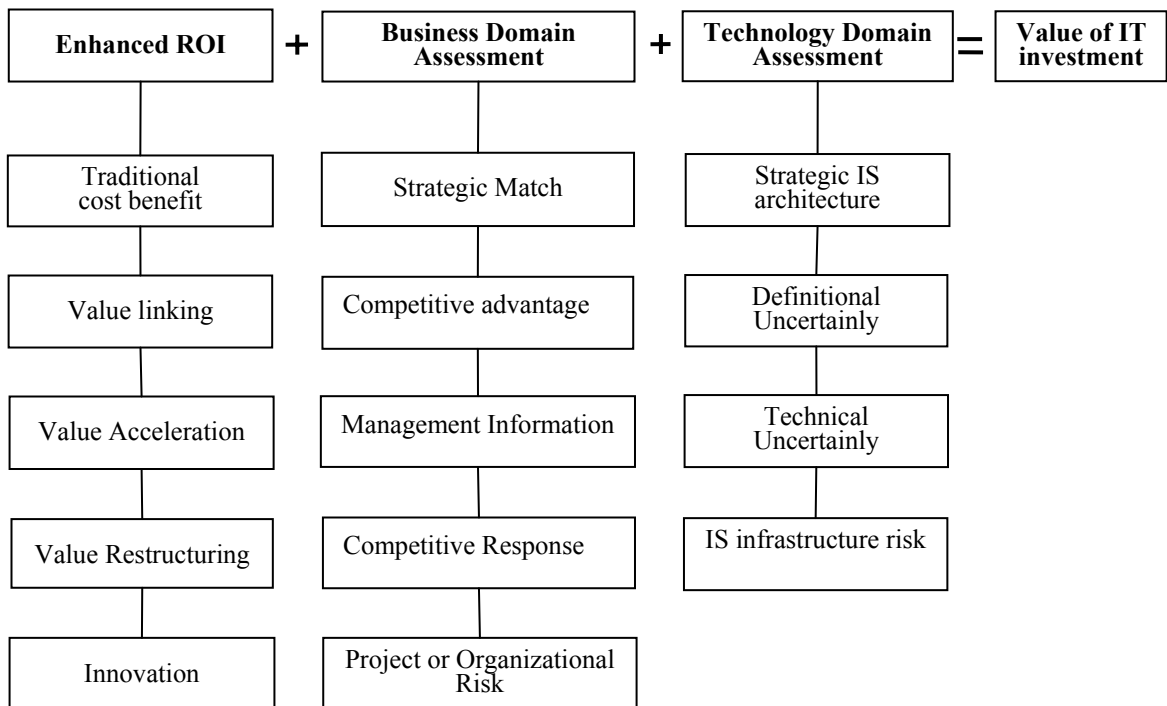 Enhanced ROI
+
Business Domain
Assessment
+
Technology Domain
Assessment
=
Value of IT
investment
Traditional
cost benefit
Value linking
Value Acceleration
Value Restructuring
Innovation
Strategic Match
Competitive advantage
Management Information
Competitive Response
Project or Organizational
Risk
Strategic IS
architecture
Definitional
Uncertainly
Technical
Uncertainly
IS infrastructure risk